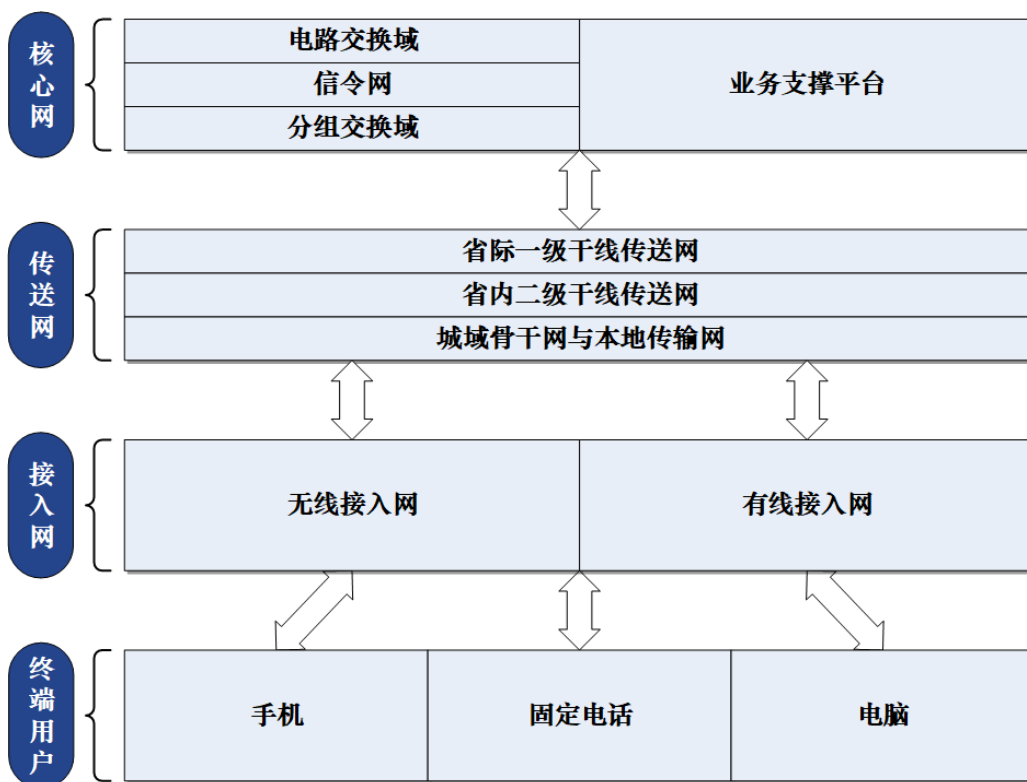 核心网
电路交换域
信令网
分组交换域
业务支撑平台
传送网
省际一级干线传送网
省内二级干线传送网
城域骨干网与本地传输网
接入网
无线接入网
有线接入网
终端用户
手机
固定电话
电脑